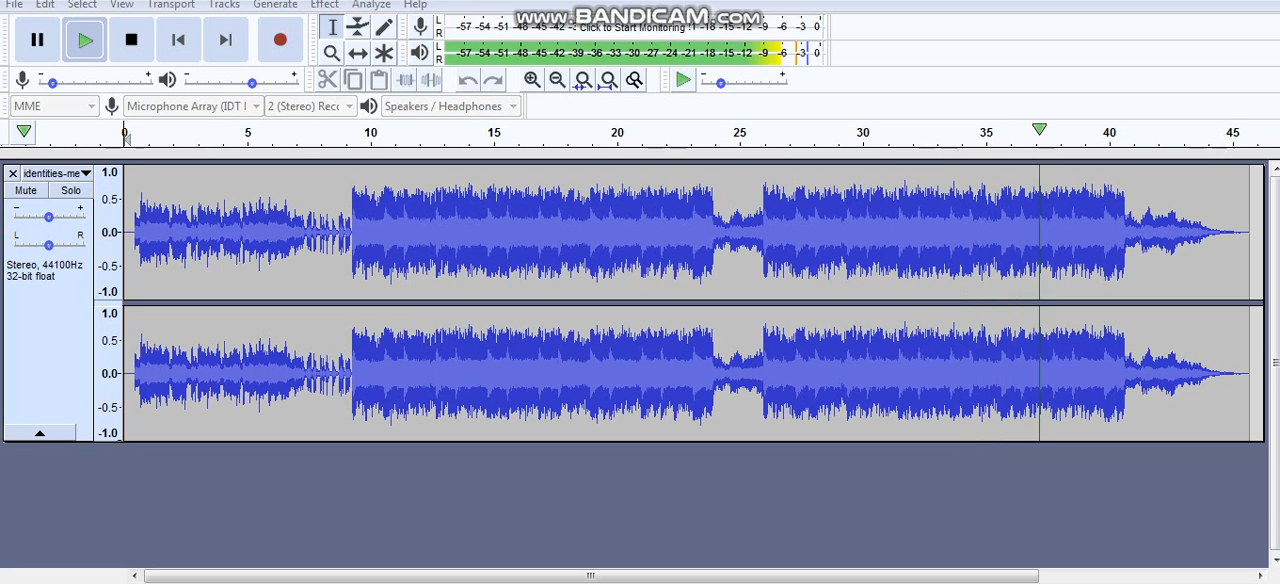 File Edit Select View Transport Tracks Generate Effect Analyze Help
www.BANDICAM.com
L -57 -54 -51 -48 -45 -42 - Click to Start Monitoring !1 -18 -15 -12 -9 -6 -3 0
R
L -57 -54 -51 -48 -45 -42 -39 -36 -33 -30 -27 -24 -21 -18 -15 -12 -9 -6 -3 0
R
- + - + - +
MME Microphone Array (IDT 2 (Stereo) Recc Speakers / Headphones
0 5 10 15 20 25 30 35 40 45
identities-me
Mute Solo
- +
L R
Stereo, 44100Hz
32-bit float
1.0
0.5-
0.0-
-0.5-
-1.0
1.0
0.5-
0.0-
-0.5-
-1.0